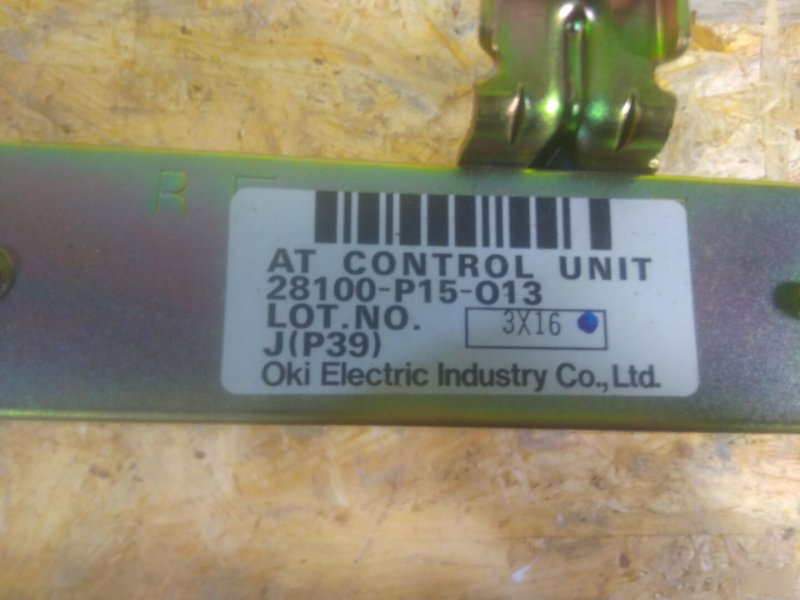 R
AT CONTROL UNIT
28100-P15-013
LOT.NO. 3X16
J(P39)
Oki Electric Industry Co.,Ltd.